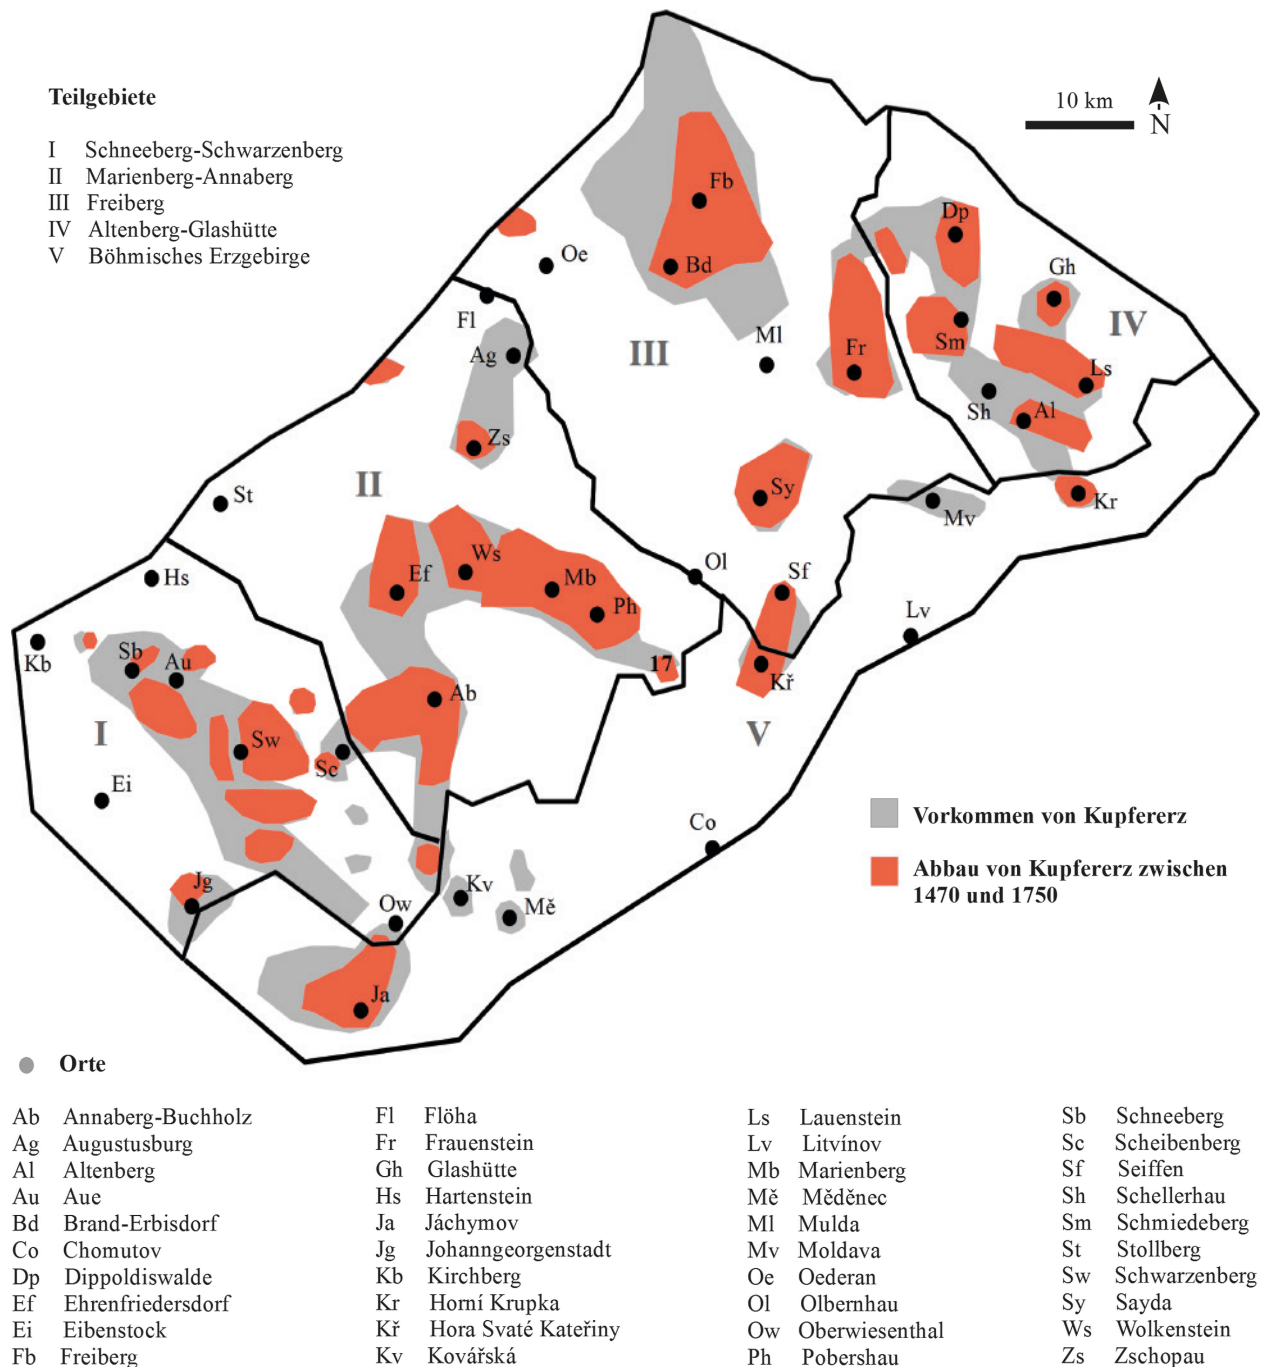 Teilgebiete
I Schneeberg-Schwarzenberg
II Marienberg-Annaberg
III Freiberg
IV Altenberg-Glashütte
V Böhmisches Erzgebirge
10 km
N
Fb
Dp
Oe
Bd
Gh
Fl
IV
Ml
Sm
Ag
III
Fr
Ls
Sh
Al
Zs
II
Sy
St
Kr
Mv
Ws
Ol
Sf
Hs
Ef
Mb
Ph
Lv
Kb
Sb
Au
17
Kř
Ab
I
Sw
V
Sc
Ei
Co
Vorkommen von Kupfererz
Abbau von Kupfererz zwischen
1470 und 1750
Jg
Kv
Ow
Mě
Ja
Orte
Ab Annaberg-Buchholz
Ag Augustusburg
Al Altenberg
Au Aue
Bd Brand-Erbisdorf
Co Chomutov
Dp Dippoldiswalde
Ef Ehrenfriedersdorf
Ei Eibenstock
Fb Freiberg
Fl Flöha
Fr Frauenstein
Gh Glashütte
Hs Hartenstein
Ja Jáchymov
Jg Johanngeorgenstadt
Kb Kirchberg
Kr Horní Krupka
Kř Hora Svaté Kateřiny
Kv Kovářská
Ls Lauenstein
Lv Litvínov
Mb Marienberg
Mě Měděnec
Ml Mulda
Mv Moldava
Oe Oederan
Ol Olbernhau
Ow Oberwiesenthal
Ph Pobershau
Sb Schneeberg
Sc Scheibenberg
Sf Seiffen
Sh Schellerhau
Sm Schmiedeberg
St Stollberg
Sw Schwarzenberg
Sy Sayda
Ws Wolkenstein
Zs Zschopau